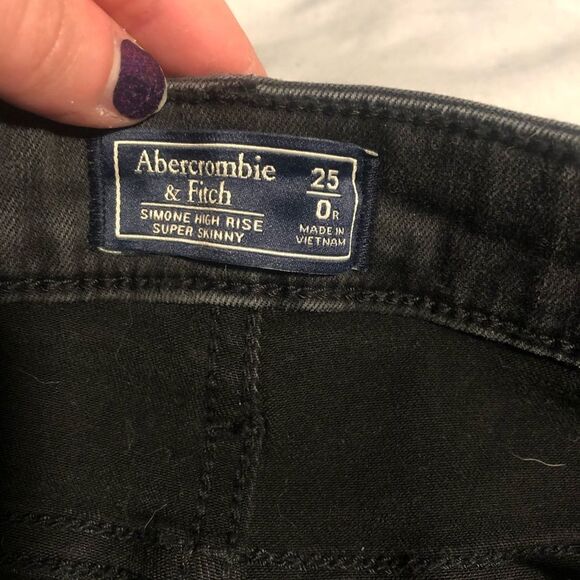 Abercrombie
& Fitch
SIMONE HIGH RISE
SUPER SKINNY
25
0R
MADE IN
VIETNAM